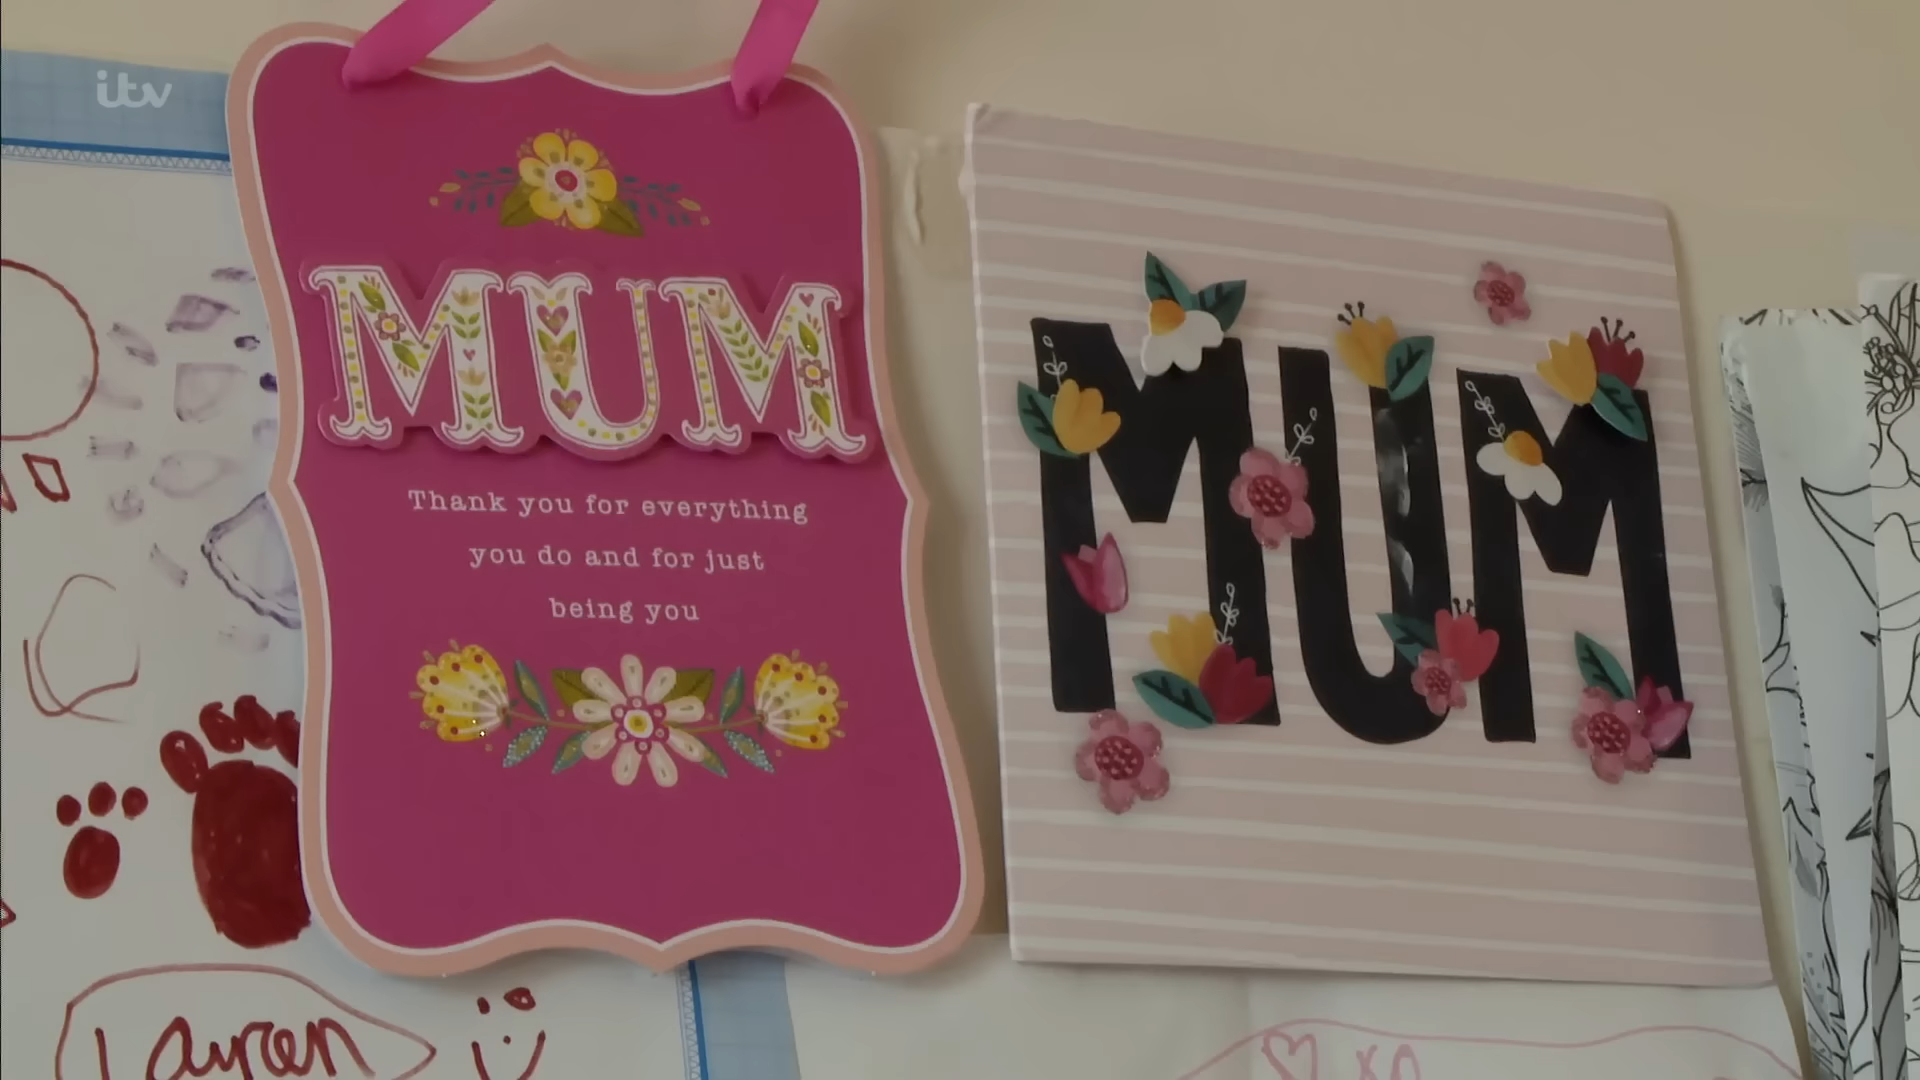 itv
MUM
Thank you for everything
you do and for just
being you
MUM
Lauren